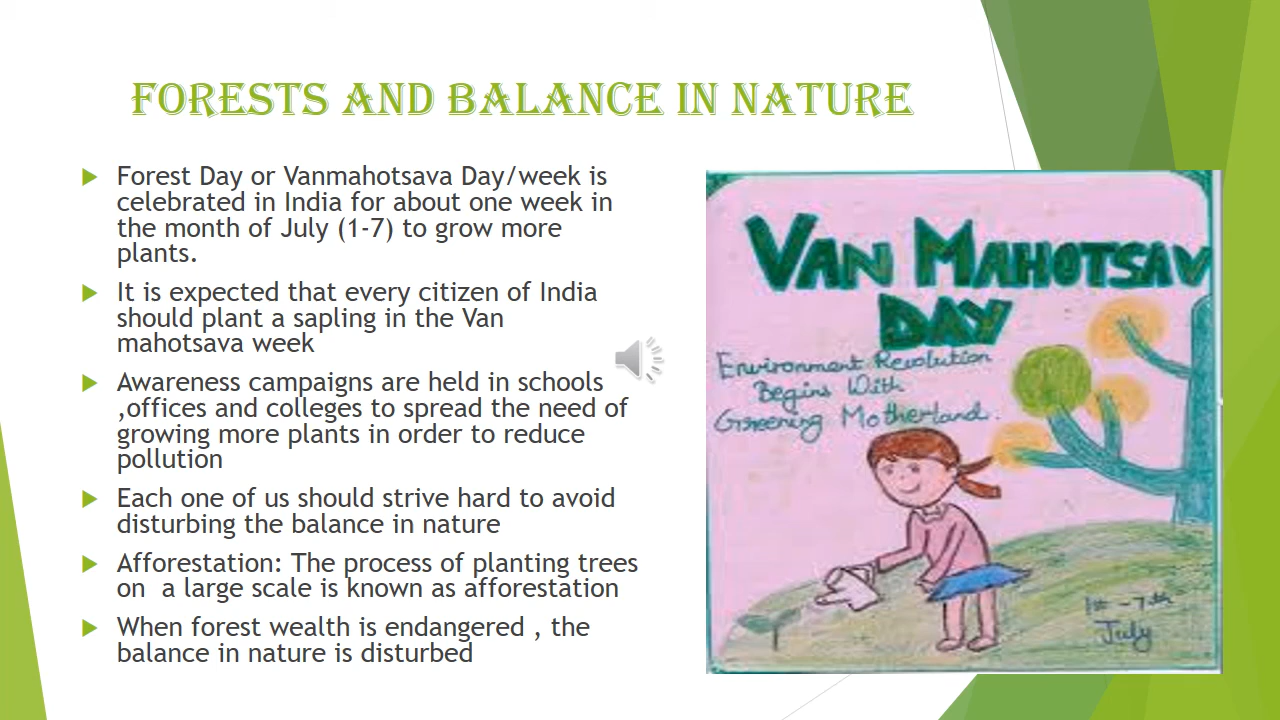 FORESTS AND BALANCE IN NATURE
Forest Day or Vanmahotsava Day/week is
celebrated in India for about one week in
the month of July (1-7) to grow more
plants.
It is expected that every citizen of India
should plant a sapling in the Van
mahotsava week
Awareness campaigns are held in schools
,offices and colleges to spread the need of
growing more plants in order to reduce
pollution
Each one of us should strive hard to avoid
disturbing the balance in nature
Afforestation: The process of planting trees
on  a large scale is known as afforestation
When forest wealth is endangered , the
balance in nature is disturbed
VAN MAHOTSAV
DAY
Environment Revolution
Begins With
Greening Motherland.
1st - 7th
July